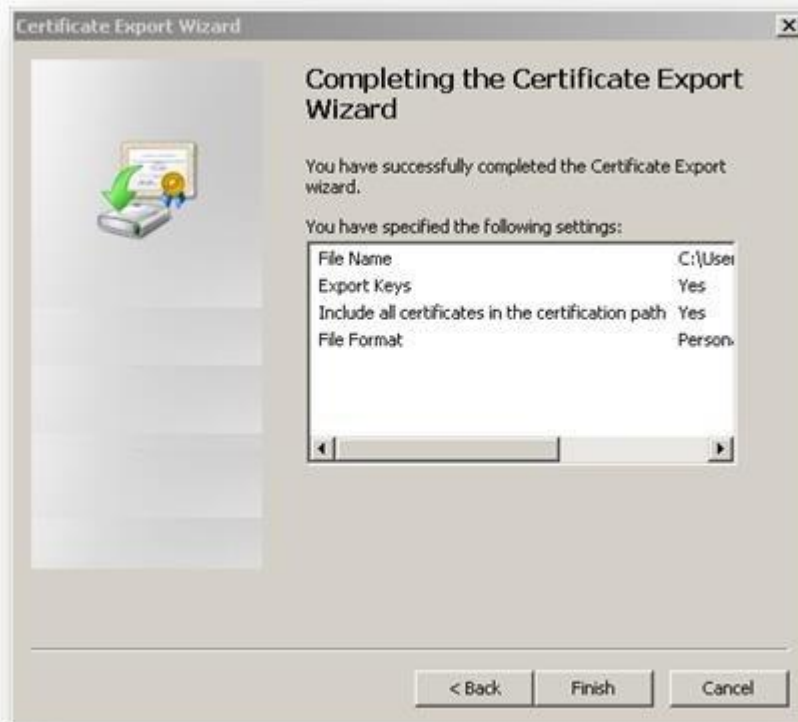 Certificate Export Wizard
Completing the Certificate Export
Wizard
You have successfully completed the Certificate Export
wizard.
You have specified the following settings:
File Name C:\User
Export Keys Yes
Include all certificates in the certification path Yes
File Format Persona
< Back Finish Cancel